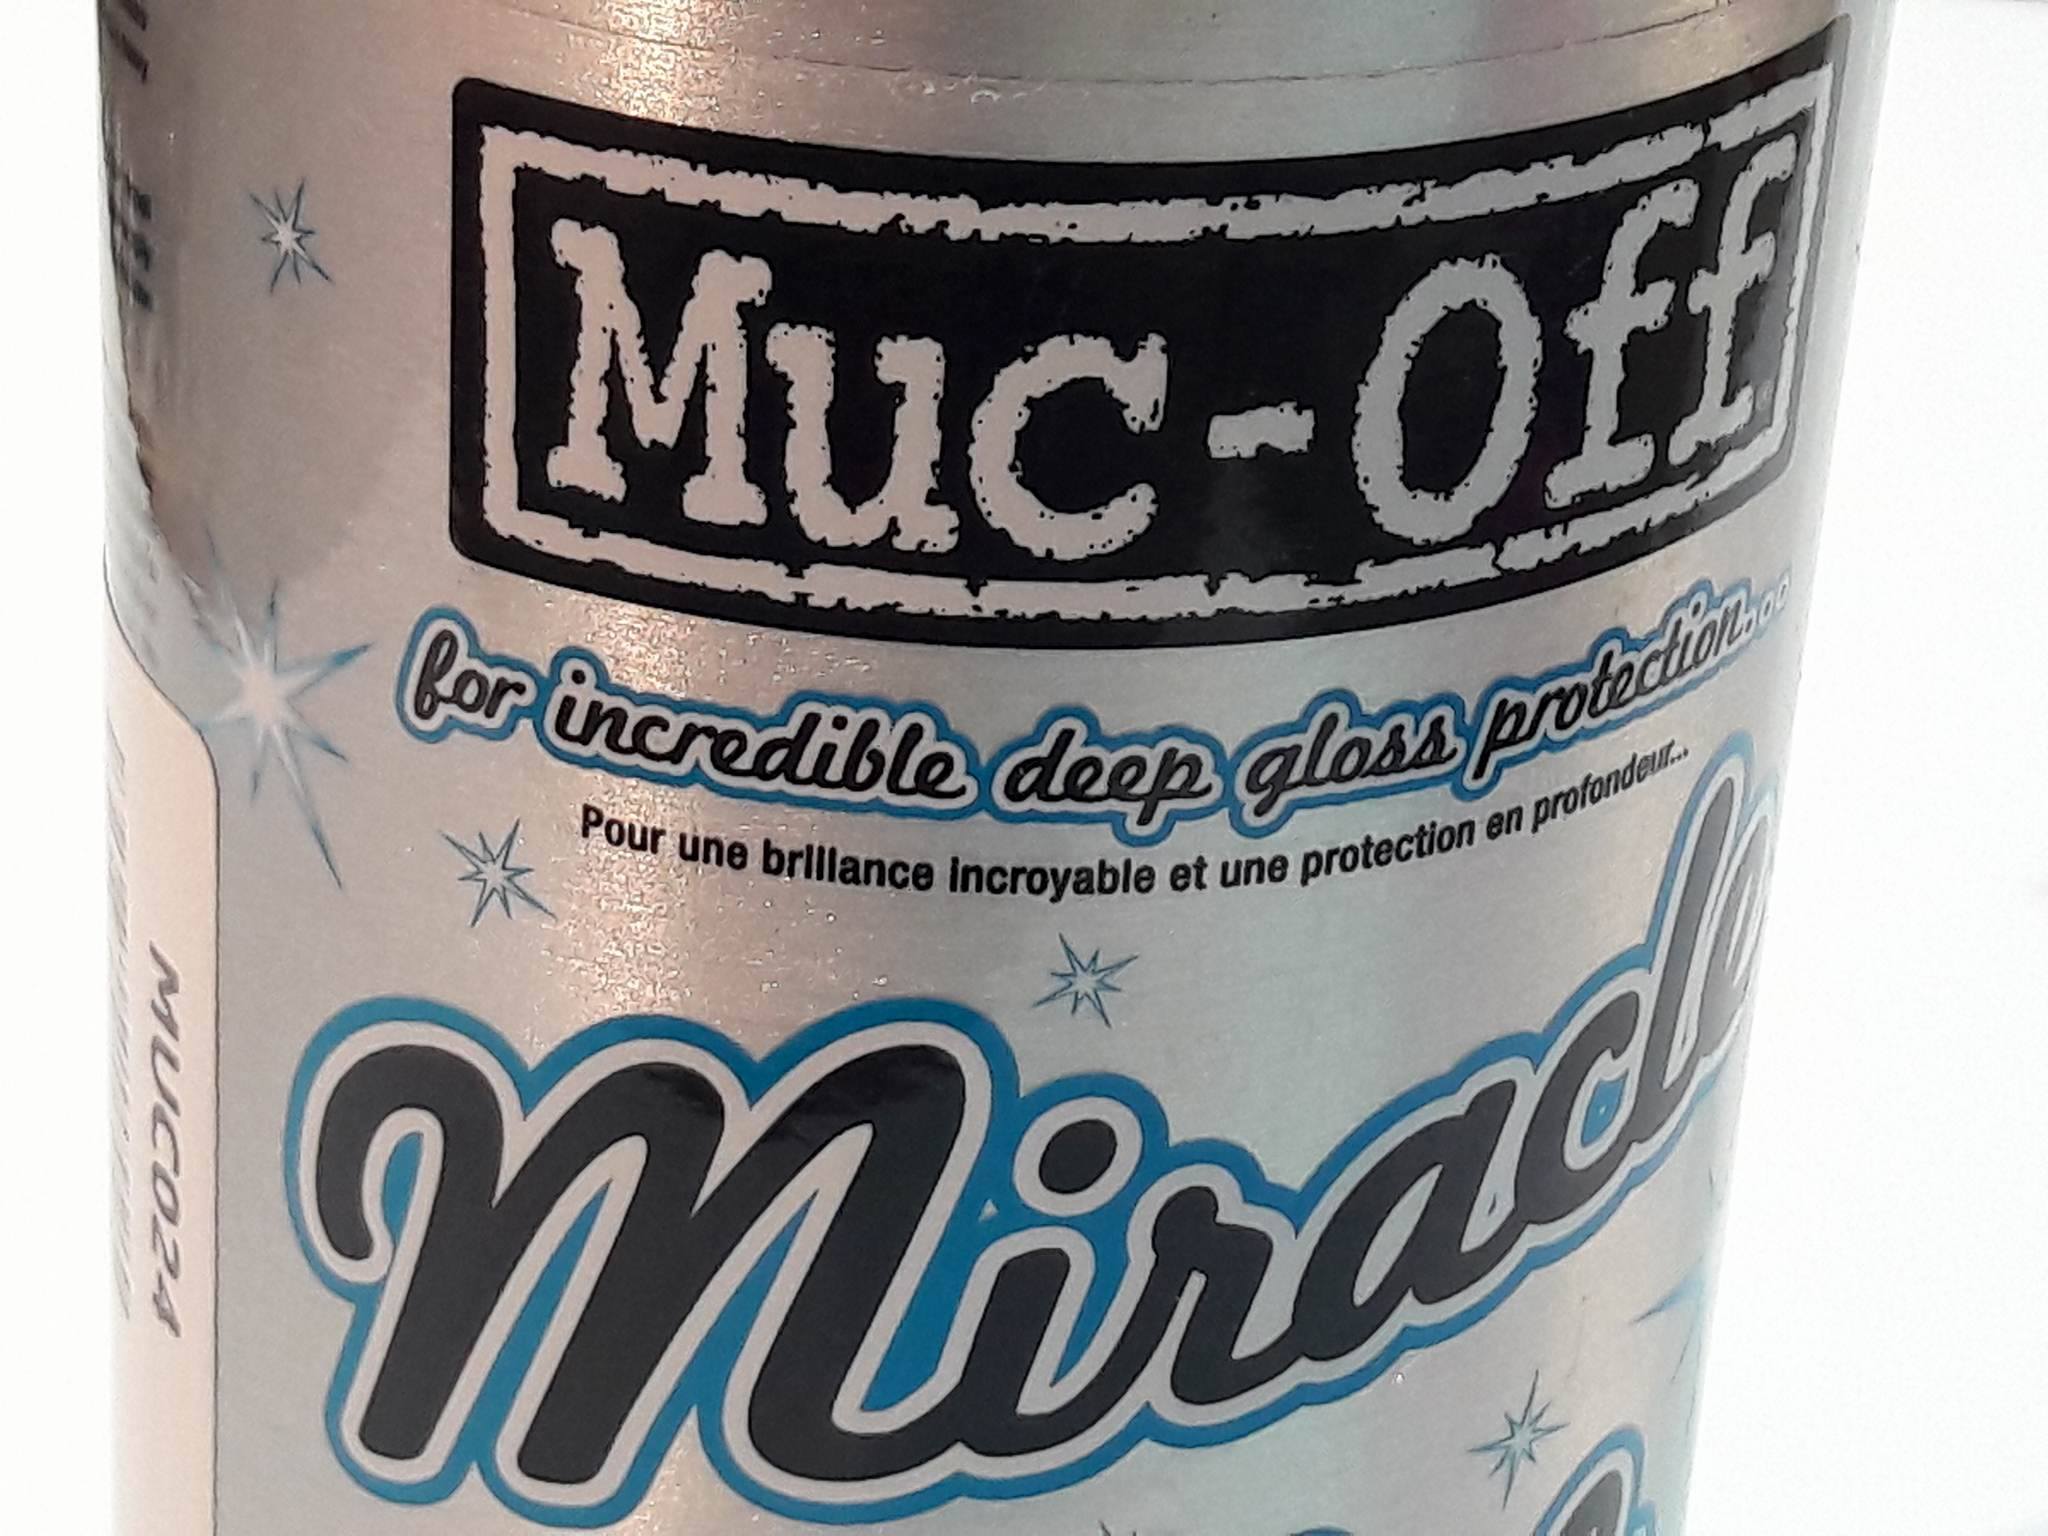 Muc-Off
for incredible deep gloss protection...
Pour une brillance incroyable et une protection en profondeur...
Miracle
MUC024